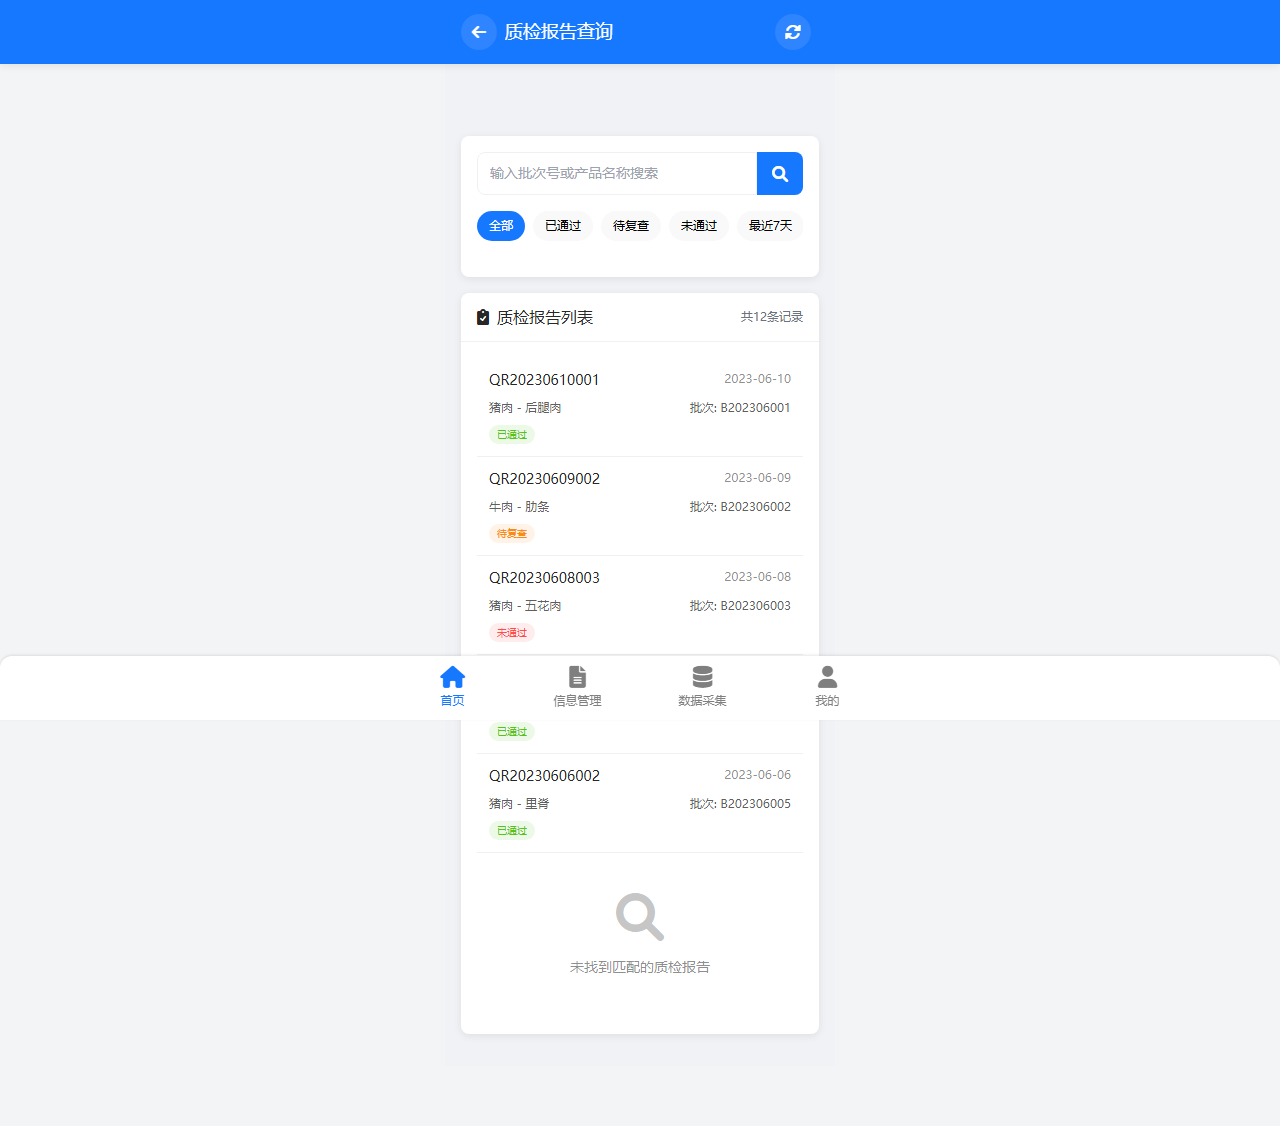 质检报告查询
输入批次号或产品名称搜索
全部 已通过 待复查 未通过 最近7天
质检报告列表 共12条记录
QR20230610001 2023-06-10
猪肉 - 后腿肉 批次: B202306001
已通过
QR20230609002 2023-06-09
牛肉 - 肋条 批次: B202306002
待复查
QR20230608003 2023-06-08
猪肉 - 五花肉 批次: B202306003
未通过
首页 信息管理 数据采集 我的
已通过
QR20230606002 2023-06-06
猪肉 - 里脊 批次: B202306005
已通过
未找到匹配的质检报告